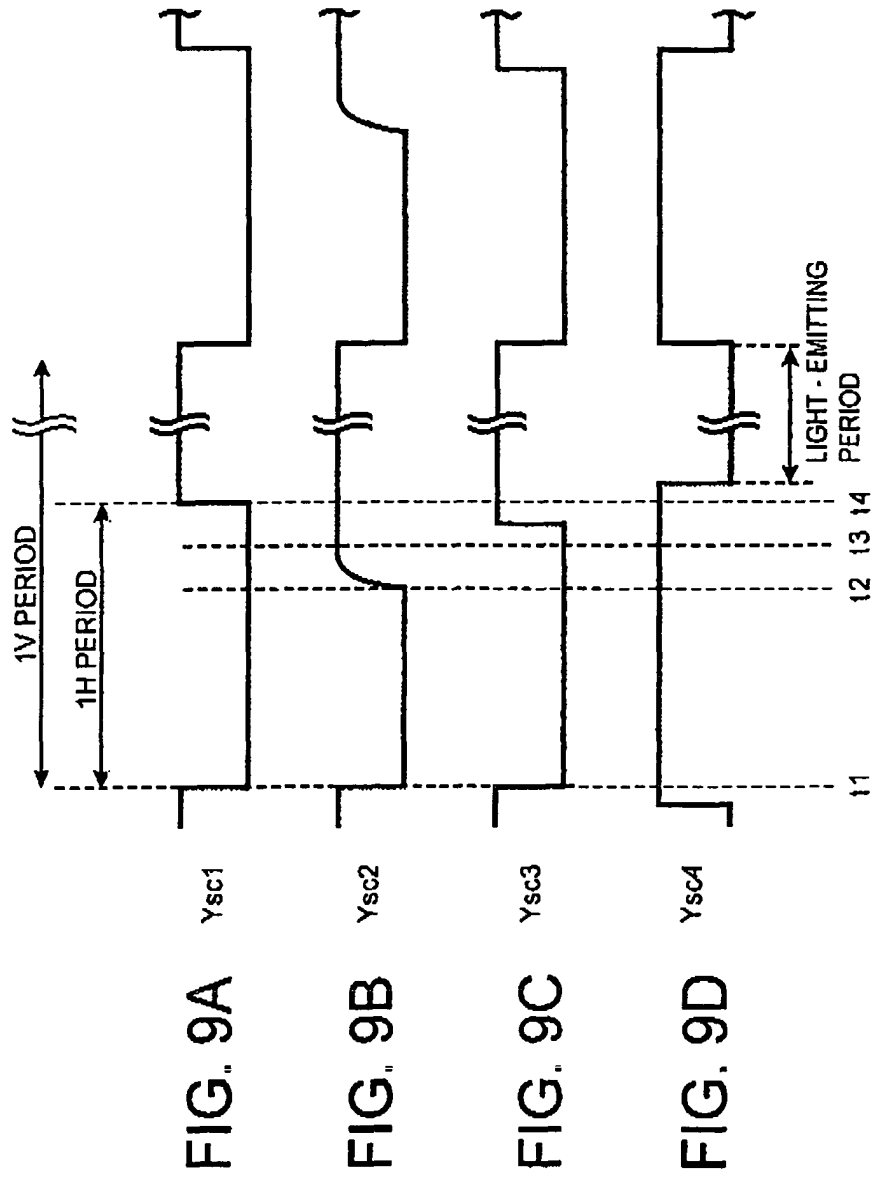 1V PERIOD
1H PERIOD
FIG. 9A Ysc1
FIG. 9B Ysc2
FIG. 9C Ysc3
FIG. 9D Ysc4
LIGHT - EMITTING
PERIOD
t1 t2 t3 t4